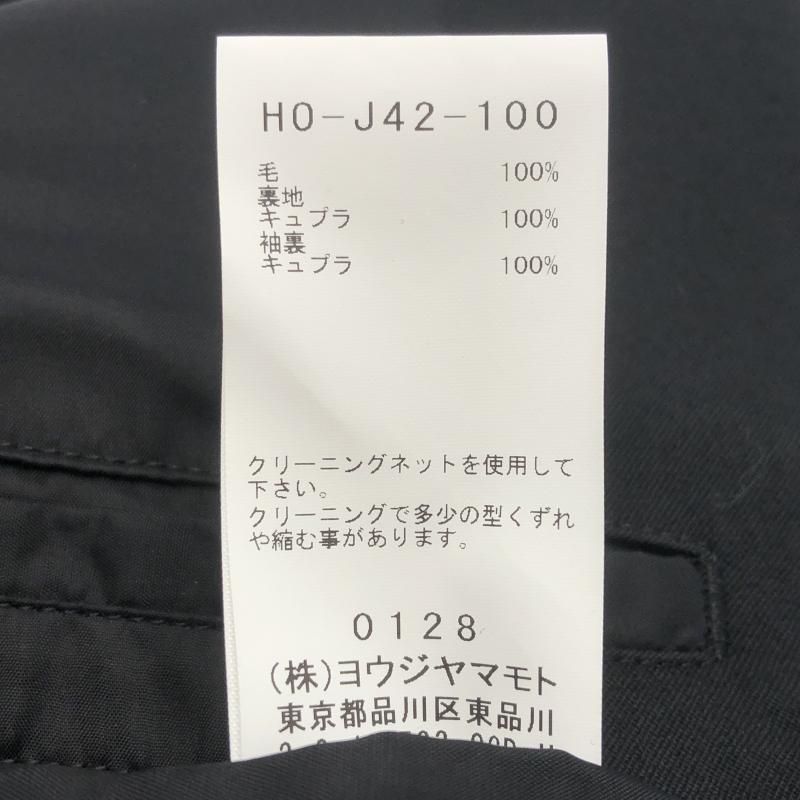 HO-J42-100
毛 100%
裏地
キュプラ 100%
袖裏
キュプラ 100%
クリーニングネットを使用して
下さい。
クリーニングで多少の型くずれ
や縮む事があります。
0128
(株)ヨウジヤマモト
東京都品川区東品川